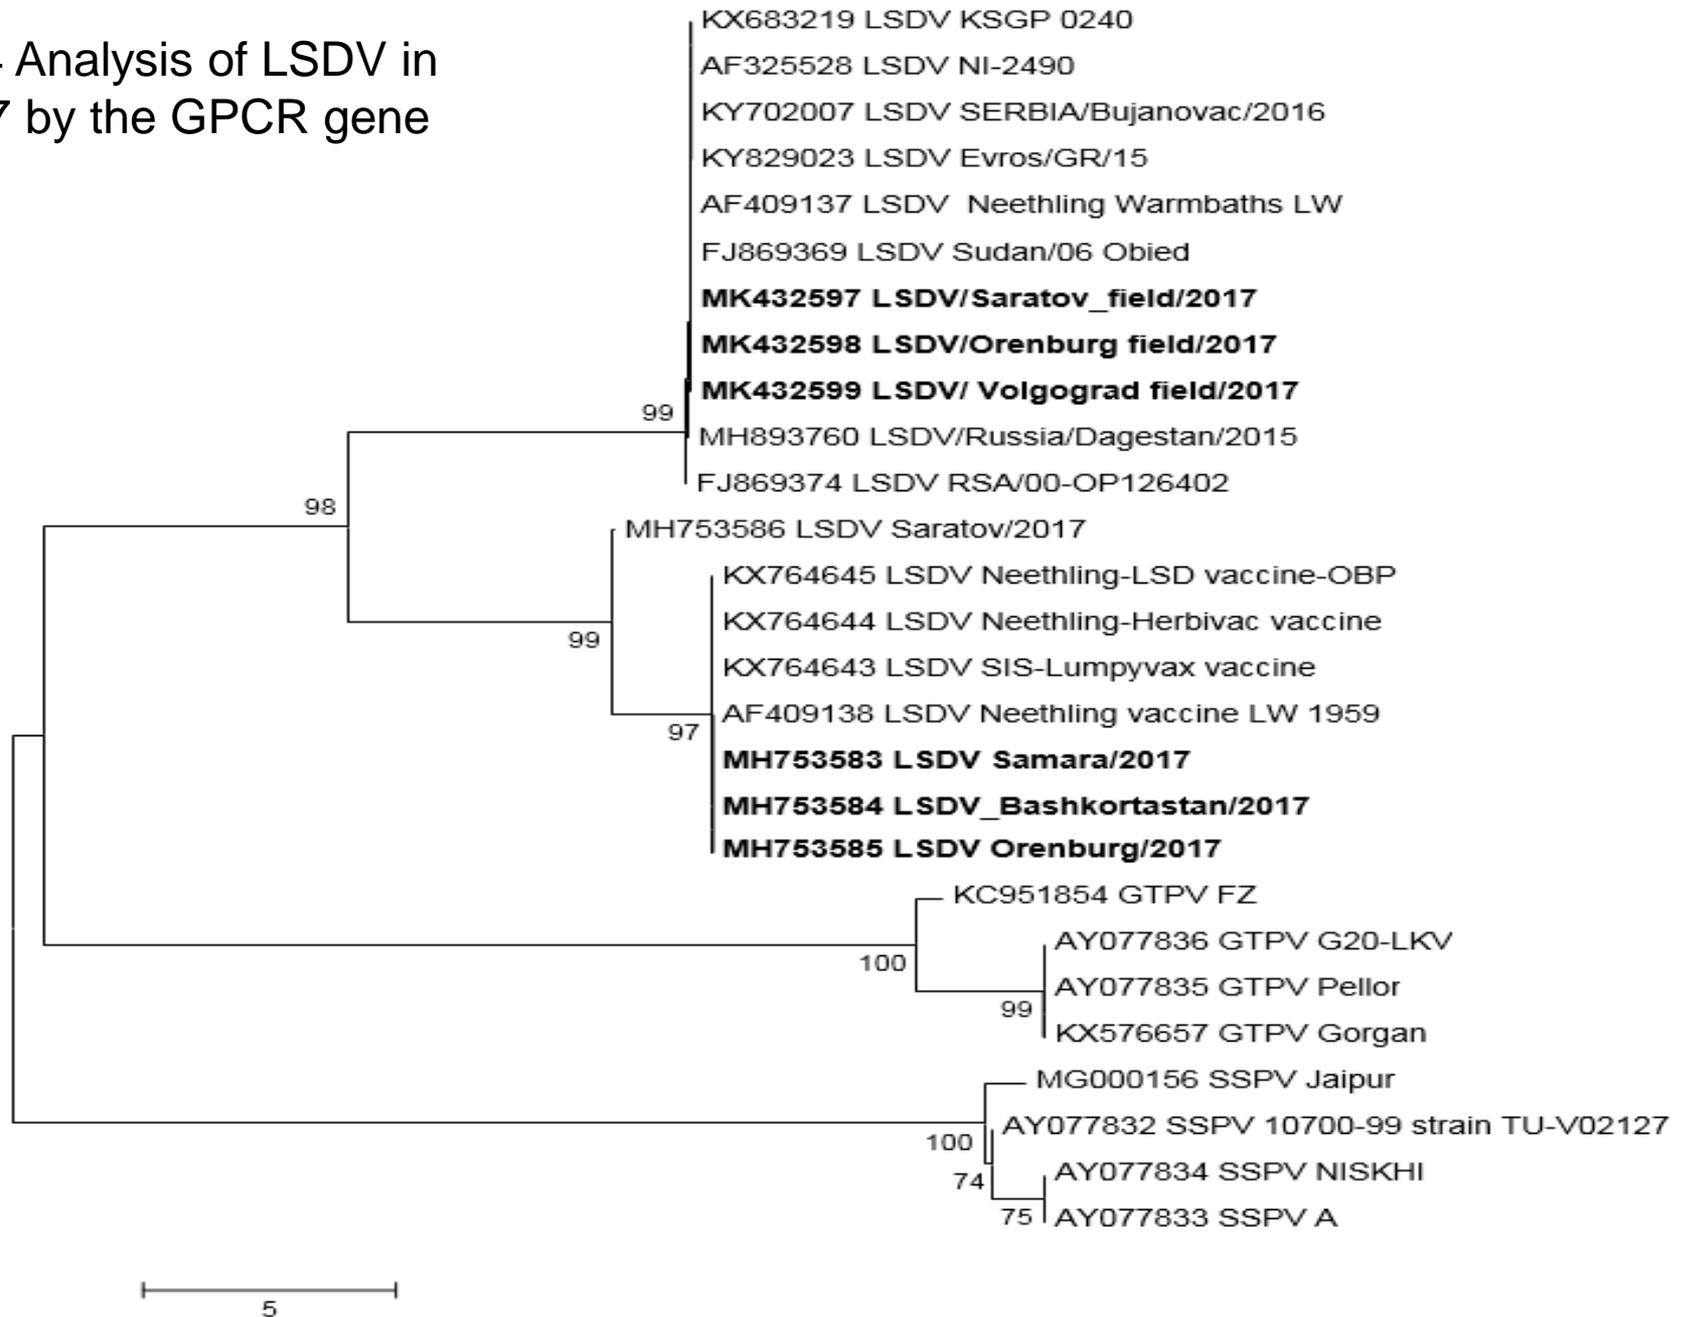 Analysis of LSDV in
7 by the GPCR gene
KX683219 LSDV KSGP 0240
AF325528 LSDV NI-2490
KY702007 LSDV SERBIA/Bujanovac/2016
KY829023 LSDV Evros/GR/15
AF409137 LSDV Neethling Warmbaths LW
FJ869369 LSDV Sudan/06 Obied
MK432597 LSDV/Saratov_field/2017
MK432598 LSDV/Orenburg field/2017
MK432599 LSDV/ Volgograd field/2017
99
MH893760 LSDV/Russia/Dagestan/2015
FJ869374 LSDV RSA/00-OP126402
98
MH753586 LSDV Saratov/2017
KX764645 LSDV Neethling-LSD vaccine-OBP
KX764644 LSDV Neethling-Herbivac vaccine
99
KX764643 LSDV SIS-Lumpyvax vaccine
AF409138 LSDV Neethling vaccine LW 1959
97
MH753583 LSDV Samara/2017
MH753584 LSDV_Bashkortastan/2017
MH753585 LSDV Orenburg/2017
KC951854 GTPV FZ
AY077836 GTPV G20-LKV
100
AY077835 GTPV Pellor
99
KX576657 GTPV Gorgan
MG000156 SSPV Jaipur
AY077832 SSPV 10700-99 strain TU-V02127
100
AY077834 SSPV NISKHI
74
AY077833 SSPV A
75
5